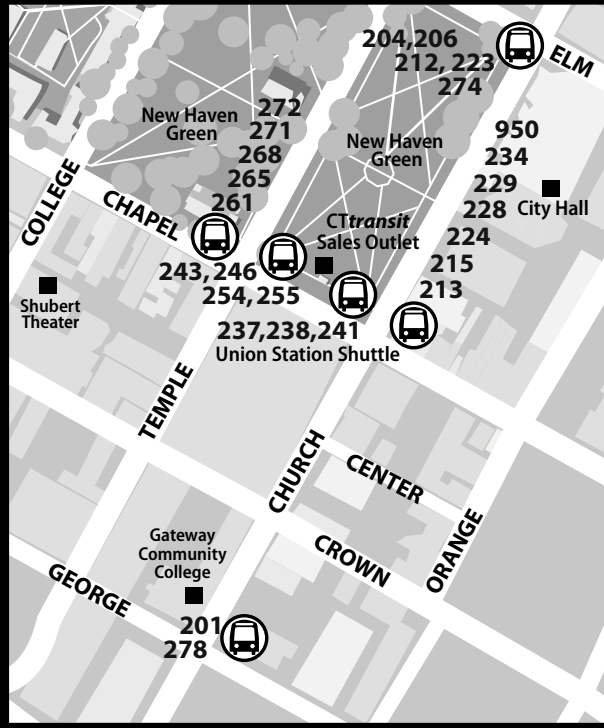 204, 206
212, 223
274
ELM
New Haven
Green
272
271
268
265
261
New Haven
Green
950
234
229
228
224
215
213
City Hall
COLLEGE
CHAPEL
CTtransit
Sales Outlet
243, 246
254, 255
Shubert
Theater
237,238,241
Union Station Shuttle
TEMPLE
CHURCH
CENTER
CROWN
ORANGE
Gateway
Community
College
GEORGE
201
278